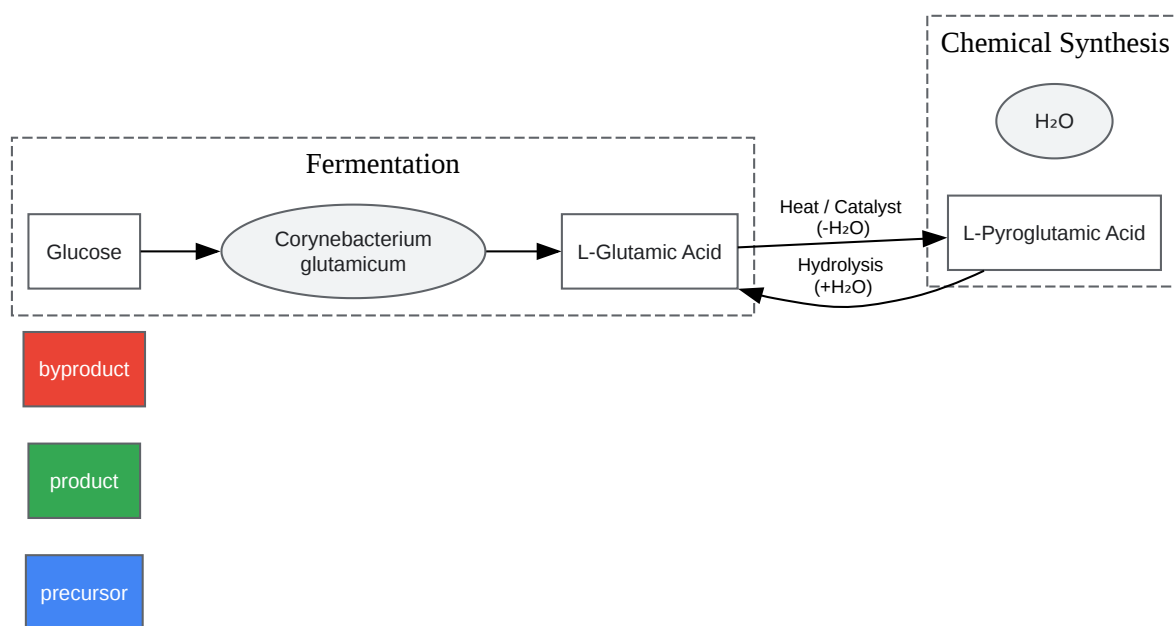 Chemical Synthesis
H₂O
Fermentation
Glucose
Corynebacterium
glutamicum
L-Glutamic Acid
Heat / Catalyst
(-H₂O)
L-Pyroglutamic Acid
Hydrolysis
(+H₂O)
byproduct
product
precursor